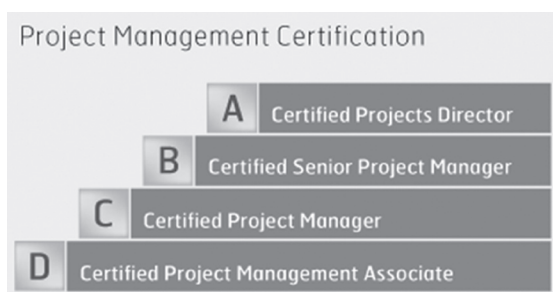 Project Management Certification
A Certified Projects Director
B Certified Senior Project Manager
C Certified Project Manager
D Certified Project Management Associate